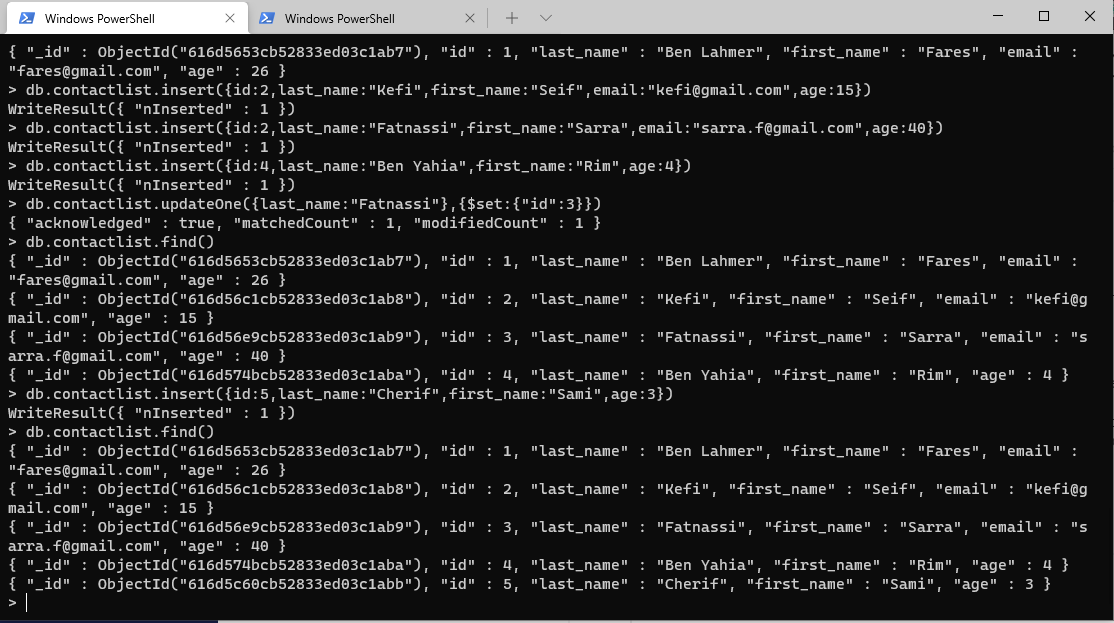 Windows PowerShell
Windows PowerShell
{ "_id" : ObjectId("616d5653cb52833ed03c1ab7"), "id" : 1, "last_name" : "Ben Lahmer", "first_name" : "Fares", "email" :
"fares@gmail.com", "age" : 26 }
> db.contactlist.insert({id:2,last_name:"Kefi",first_name:"Seif",email:"kefi@gmail.com",age:15})
WriteResult({ "nInserted" : 1 })
> db.contactlist.insert({id:2,last_name:"Fatnassi",first_name:"Sarra",email:"sarra.f@gmail.com",age:40})
WriteResult({ "nInserted" : 1 })
> db.contactlist.insert({id:4,last_name:"Ben Yahia",first_name:"Rim",age:4})
WriteResult({ "nInserted" : 1 })
> db.contactlist.updateOne({last_name:"Fatnassi"},{$set:{"id":3}})
{ "acknowledged" : true, "matchedCount" : 1, "modifiedCount" : 1 }
> db.contactlist.find()
{ "_id" : ObjectId("616d5653cb52833ed03c1ab7"), "id" : 1, "last_name" : "Ben Lahmer", "first_name" : "Fares", "email" :
"fares@gmail.com", "age" : 26 }
{ "_id" : ObjectId("616d56c1cb52833ed03c1ab8"), "id" : 2, "last_name" : "Kefi", "first_name" : "Seif", "email" : "kefi@g
mail.com", "age" : 15 }
{ "_id" : ObjectId("616d56e9cb52833ed03c1ab9"), "id" : 3, "last_name" : "Fatnassi", "first_name" : "Sarra", "email" : "s
arra.f@gmail.com", "age" : 40 }
{ "_id" : ObjectId("616d574bcb52833ed03c1aba"), "id" : 4, "last_name" : "Ben Yahia", "first_name" : "Rim", "age" : 4 }
> db.contactlist.insert({id:5,last_name:"Cherif",first_name:"Sami",age:3})
WriteResult({ "nInserted" : 1 })
> db.contactlist.find()
{ "_id" : ObjectId("616d5653cb52833ed03c1ab7"), "id" : 1, "last_name" : "Ben Lahmer", "first_name" : "Fares", "email" :
"fares@gmail.com", "age" : 26 }
{ "_id" : ObjectId("616d56c1cb52833ed03c1ab8"), "id" : 2, "last_name" : "Kefi", "first_name" : "Seif", "email" : "kefi@g
mail.com", "age" : 15 }
{ "_id" : ObjectId("616d56e9cb52833ed03c1ab9"), "id" : 3, "last_name" : "Fatnassi", "first_name" : "Sarra", "email" : "s
arra.f@gmail.com", "age" : 40 }
{ "_id" : ObjectId("616d574bcb52833ed03c1aba"), "id" : 4, "last_name" : "Ben Yahia", "first_name" : "Rim", "age" : 4 }
{ "_id" : ObjectId("616d5c60cb52833ed03c1abb"), "id" : 5, "last_name" : "Cherif", "first_name" : "Sami", "age" : 3 }
>